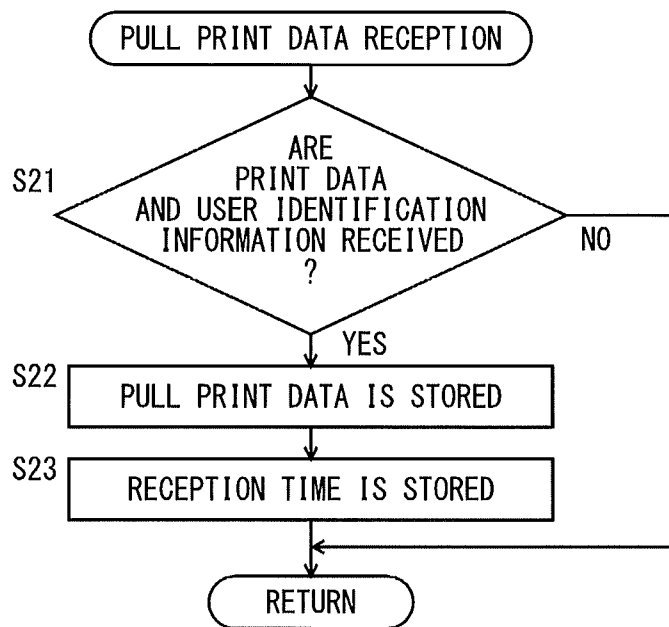 PULL PRINT DATA RECEPTION
S21
ARE
PRINT DATA
AND USER IDENTIFICATION
INFORMATION RECEIVED
?
NO
YES
S22
PULL PRINT DATA IS STORED
S23
RECEPTION TIME IS STORED
RETURN